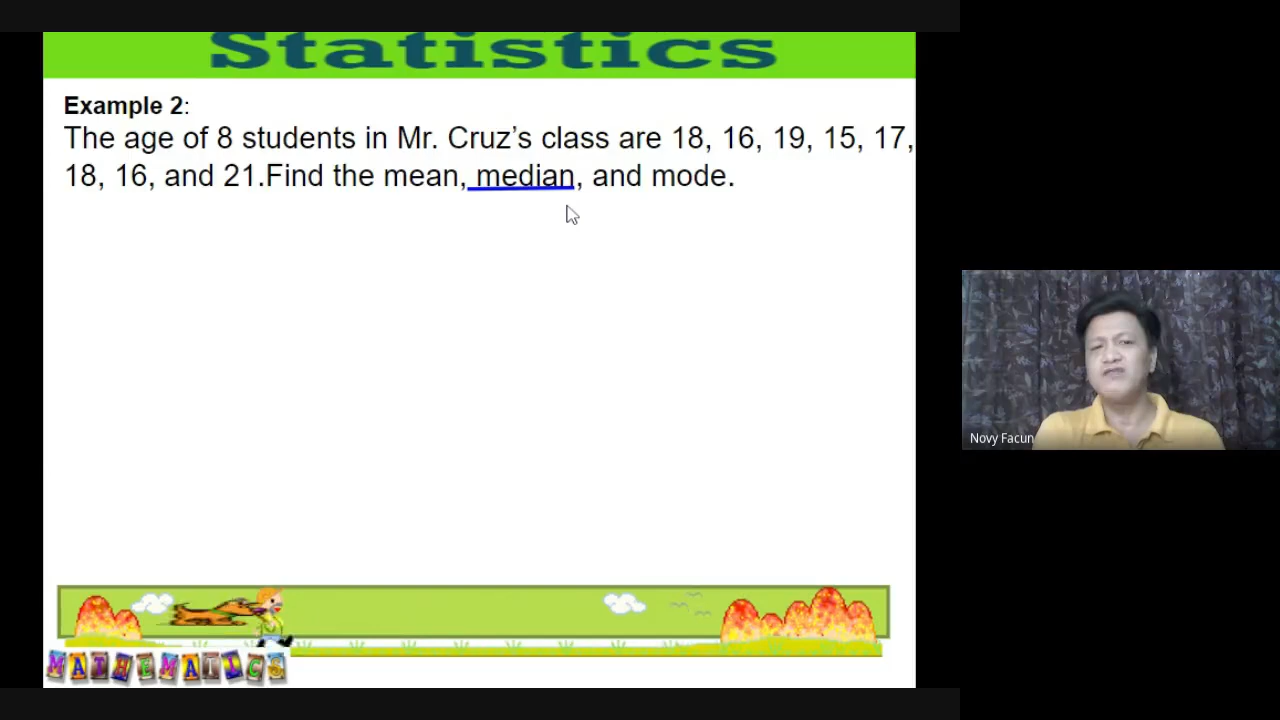 Statistics
Example 2:
The age of 8 students in Mr. Cruz’s class are 18, 16, 19, 15, 17,
18, 16, and 21.Find the mean, median, and mode.
Novy Facun
MATHEMATICS